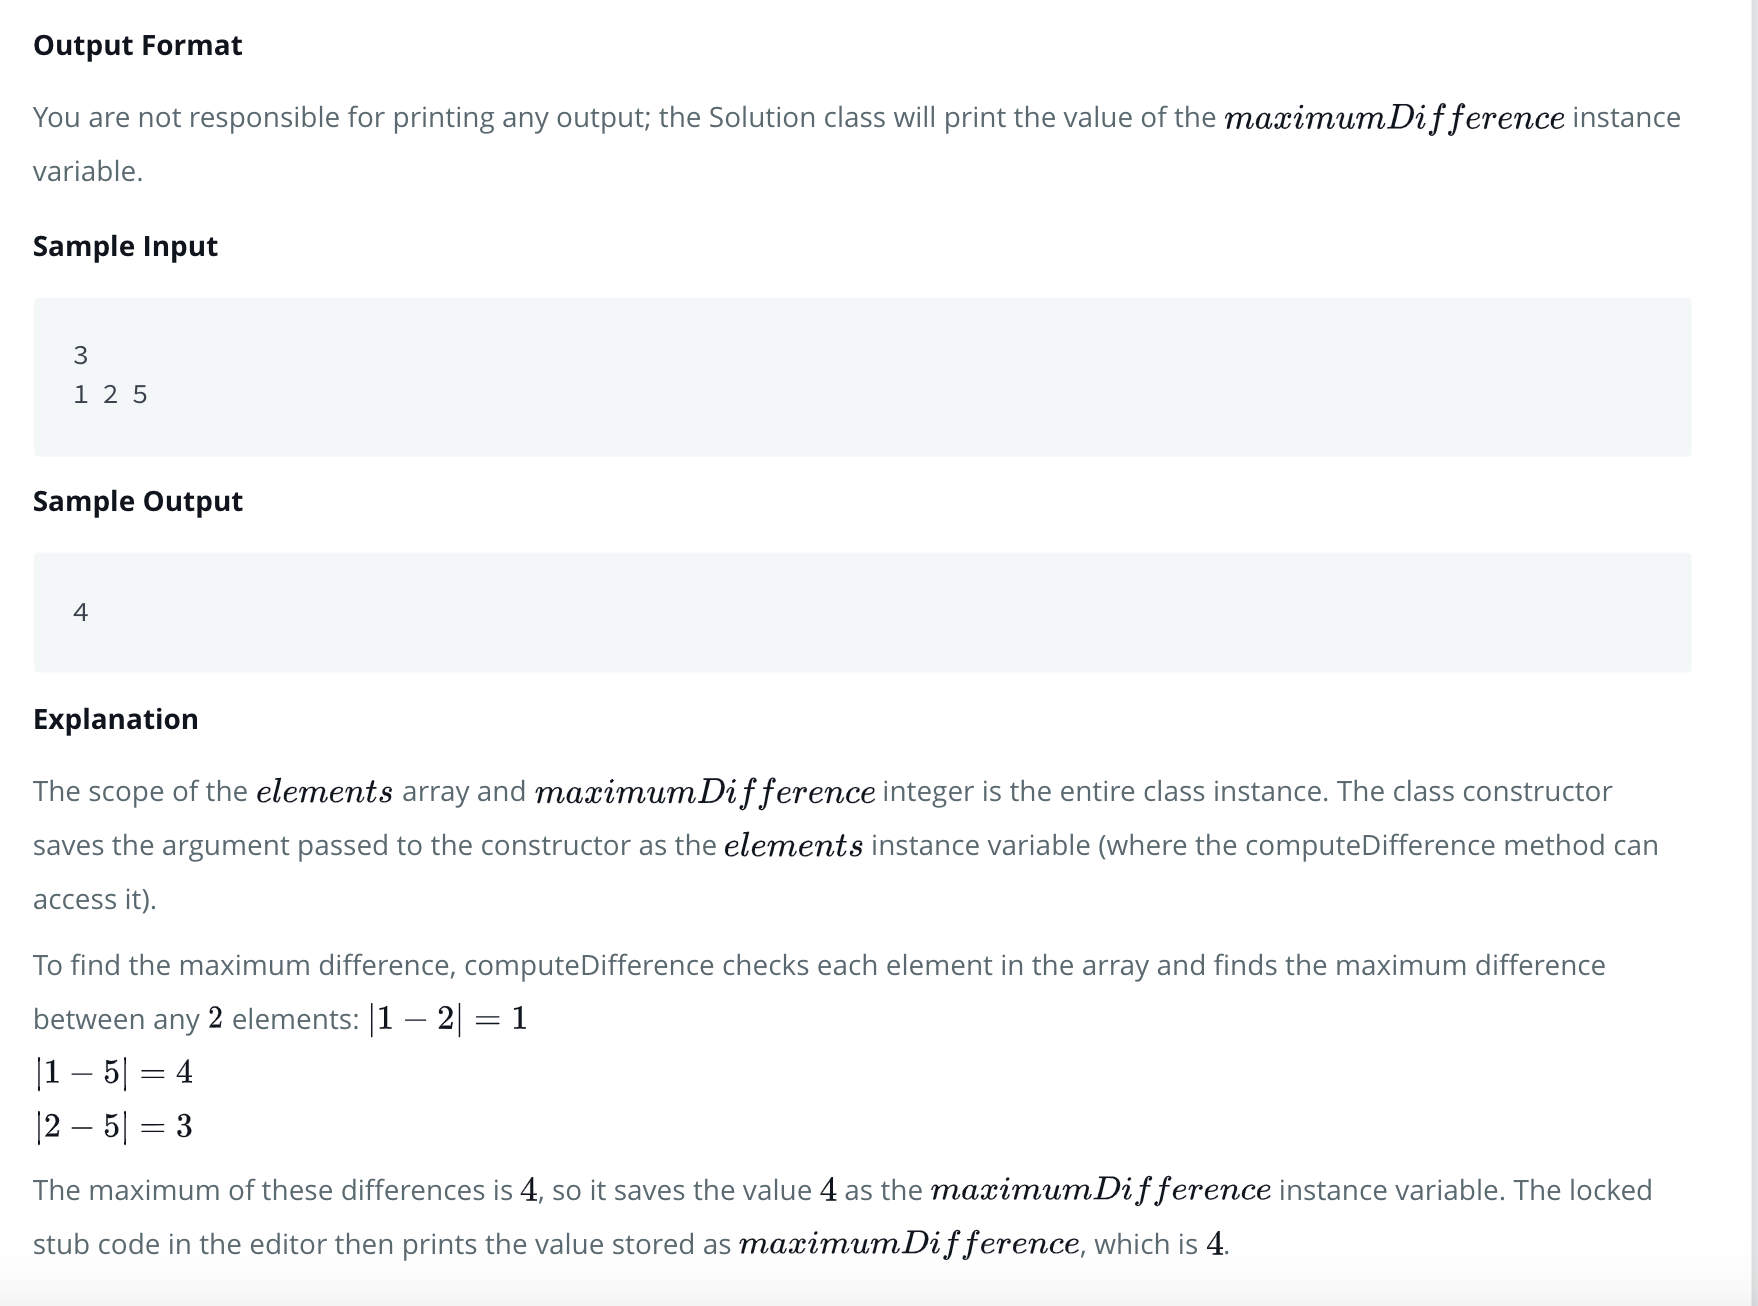 Output Format
You are not responsible for printing any output; the Solution class will print the value of the maximumDifference instance
variable.
Sample Input
3
1 2 5
Sample Output
4
Explanation
The scope of the elements array and maximumDifference integer is the entire class instance. The class constructor
saves the argument passed to the constructor as the elements instance variable (where the computeDifference method can
access it).
To find the maximum difference, computeDifference checks each element in the array and finds the maximum difference
between any 2 elements: |1 − 2| = 1
|1 − 5| = 4
|2 − 5| = 3
The maximum of these differences is 4, so it saves the value 4 as the maximumDifference instance variable. The locked
stub code in the editor then prints the value stored as maximumDifference, which is 4.